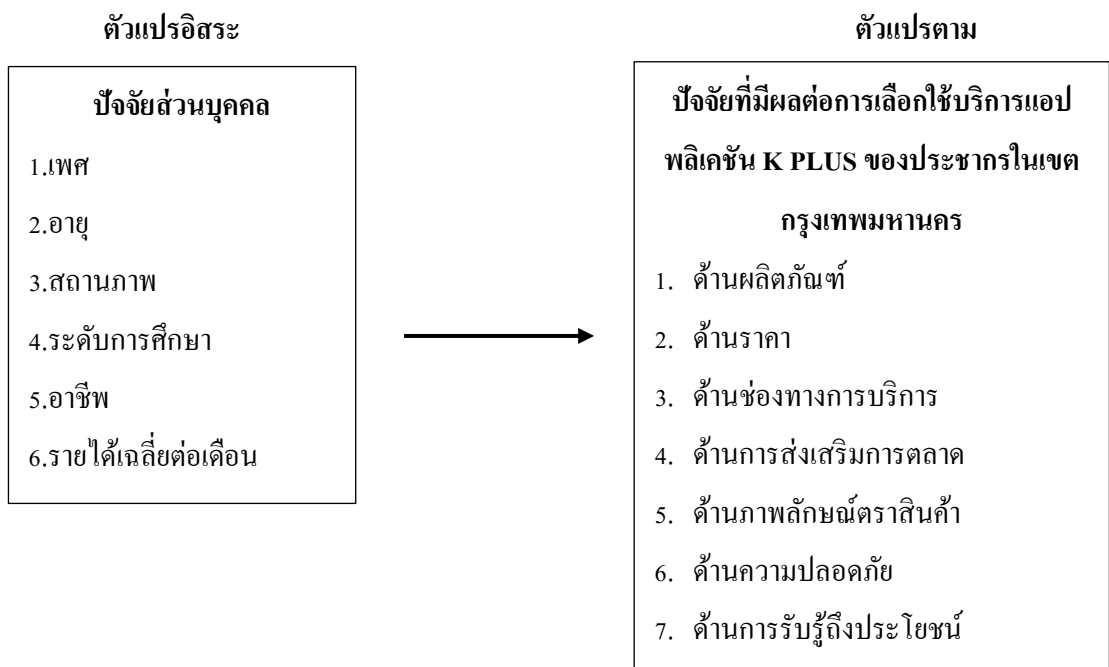 ตัวแปรอิสระ
ปัจจัยส่วนบุคคล
1.เพศ
2.อายุ
3.สถานภาพ
4.ระดับการศึกษา
5.อาชีพ
6.รายได้เฉลี่ยต่อเดือน
ตัวแปรตาม
ปัจจัยที่มีผลต่อการเลือกใช้บริการแอป
พลิเคชัน K PLUS ของประชากรในเขต
กรุงเทพมหานคร
1. ด้านผลิตภัณฑ์
2. ด้านราคา
3. ด้านช่องทางการบริการ
4. ด้านการส่งเสริมการตลาด
5. ด้านภาพลักษณ์ตราสินค้า
6. ด้านความปลอดภัย
7. ด้านการรับรู้ถึงประโยชน์